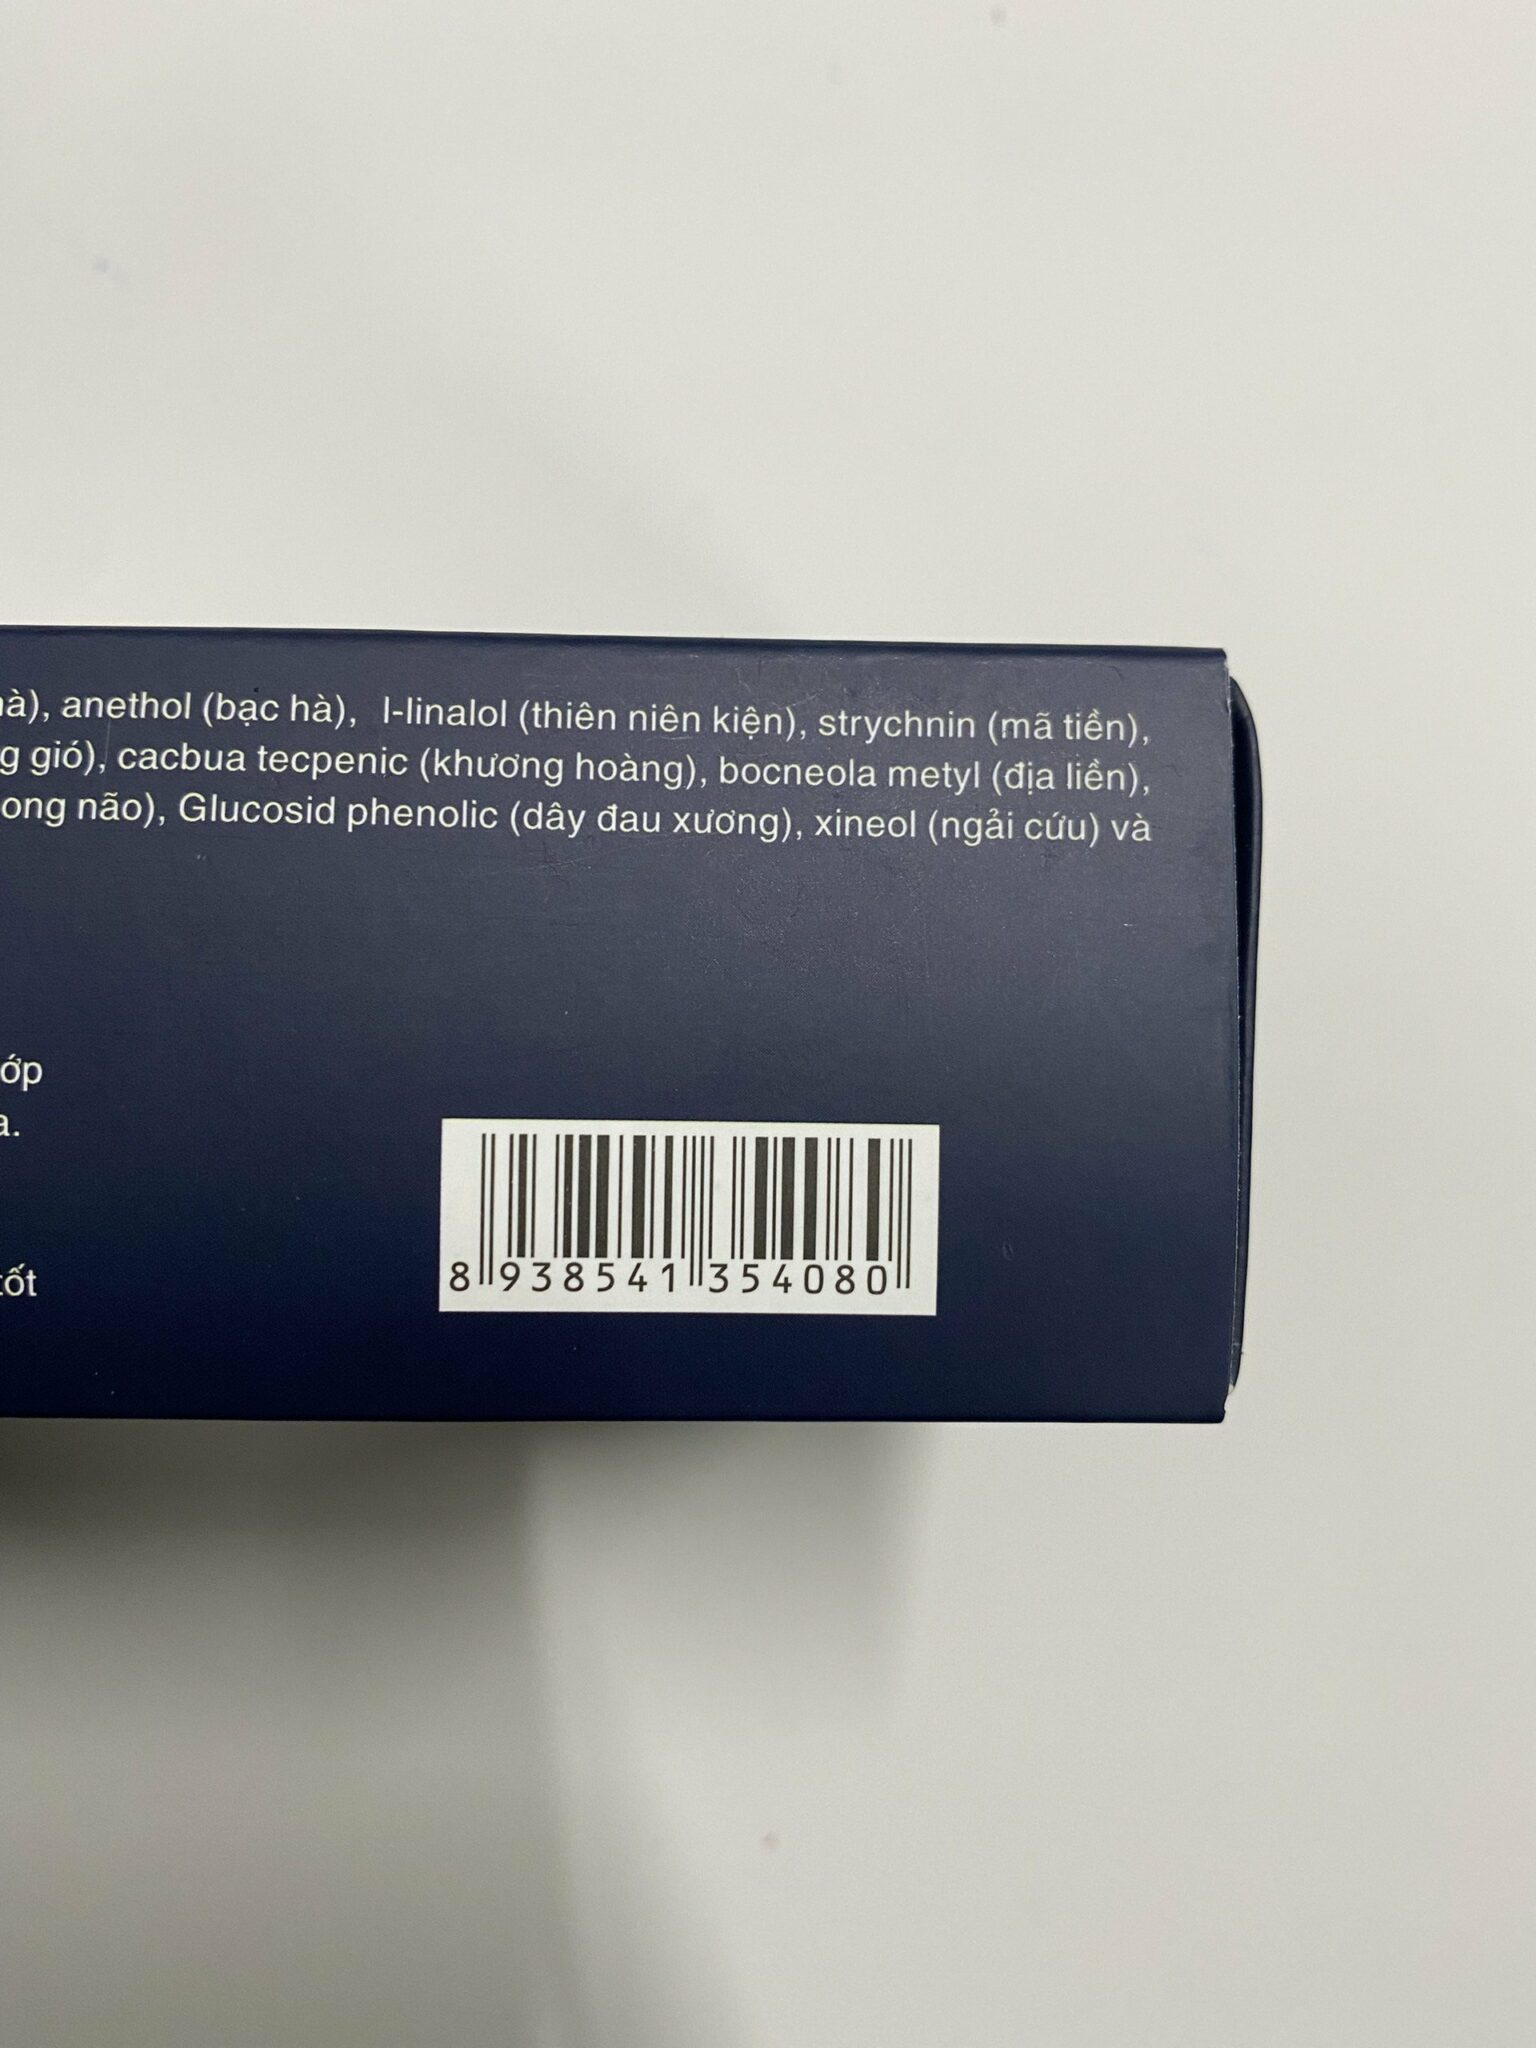 hà), anethol (bạc hà), l-linalol (thiên niên kiện), strychnin (mã tiền),
g gió), cacbua tecpenic (khương hoàng), bocneola metyl (địa liền),
ong não), Glucosid phenolic (dây đau xương), xineol (ngải cứu) và
ớp
a.
tốt
8 938541 354080